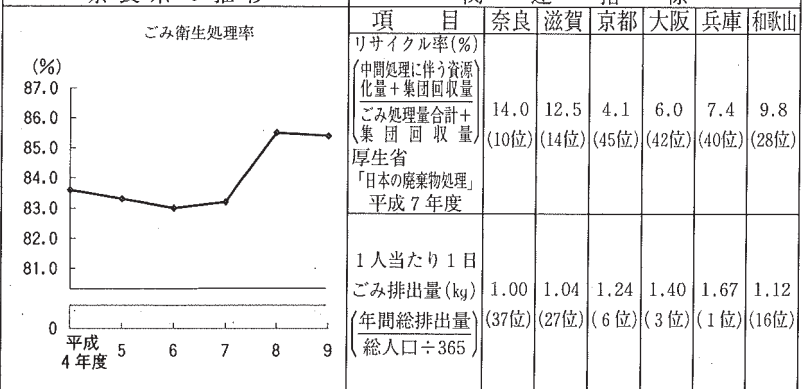 ごみ衛生処理率
(%)
87.0
86.0
85.0
84.0
83.0
82.0
81.0
0
平成
4年度 5 6 7 8 9
項 目 奈良 滋賀 京都 大阪 兵庫 和歌山
リサイクル率(%)
(中間処理に伴う資源
化量+集団回収量
ごみ処理量合計+
集団回収量)
14.0 12.5 4.1 6.0 7.4 9.8
(10位) (14位) (45位) (42位) (40位) (28位)
厚生省
「日本の廃棄物処理」
平成7年度
1人当たり1日
ごみ排出量(kg) 1.00 1.04 1.24 1.40 1.67 1.12
(年間総排出量 (37位) (27位) (6位) (3位) (1位) (16位)
総人口÷365)